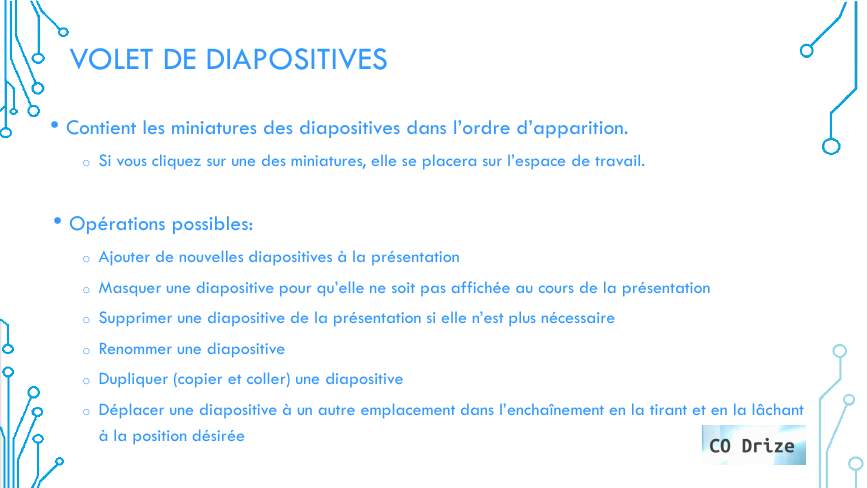 VOLET DE DIAPOSITIVES
• Contient les miniatures des diapositives dans l'ordre d'apparition.
o Si vous cliquez sur une des miniatures, elle se placera sur l'espace de travail.
• Opérations possibles:
o Ajouter de nouvelles diapositives à la présentation
o Masquer une diapositive pour qu'elle ne soit pas affichée au cours de la présentation
o Supprimer une diapositive de la présentation si elle n'est plus nécessaire
o Renommer une diapositive
o Dupliquer (copier et coller) une diapositive
o Déplacer une diapositive à un autre emplacement dans l'enchaînement en la tirant et en la lâchant
à la position désirée
CO Drize